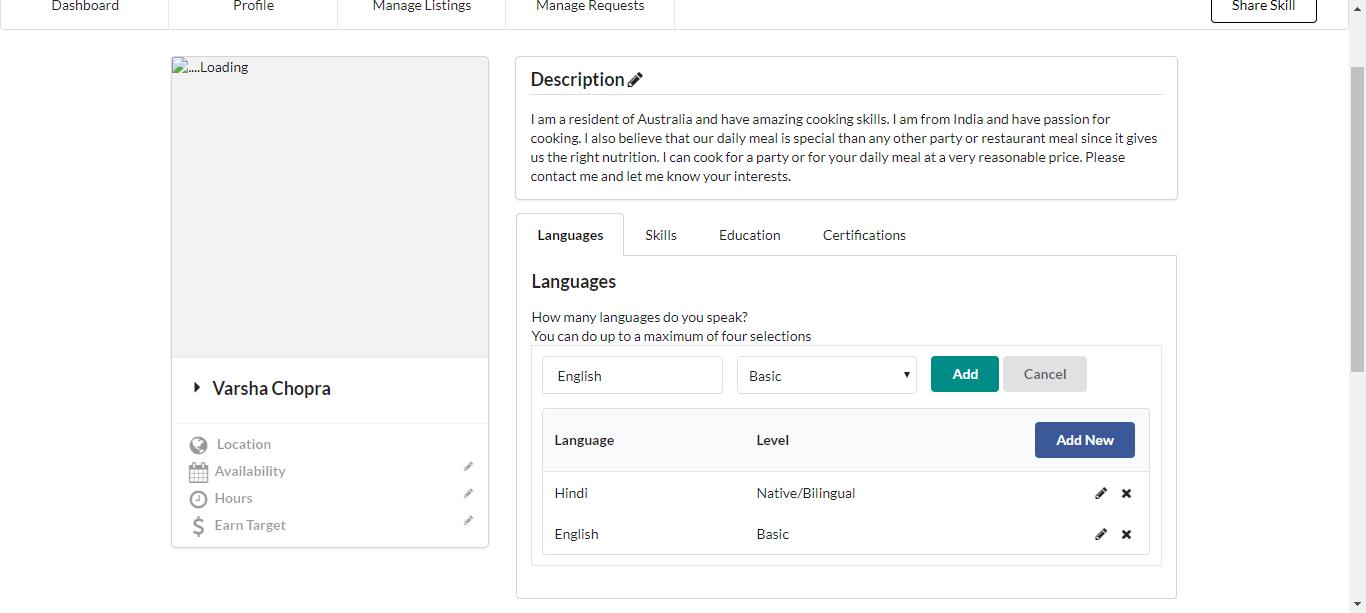 Dashboard
Profile
Manage Listings
Manage Requests
Share Skill
....Loading
Varsha Chopra
Location
Availability
Hours
Earn Target
Description
I am a resident of Australia and have amazing cooking skills. I am from India and have passion for
cooking. I also believe that our daily meal is special than any other party or restaurant meal since it gives
us the right nutrition. I can cook for a party or for your daily meal at a very reasonable price. Please
contact me and let me know your interests.
Languages Skills Education Certifications
Languages
How many languages do you speak?
You can do up to a maximum of four selections
English Basic Add Cancel
Language Level Add New
Hindi Native/Bilingual
English Basic